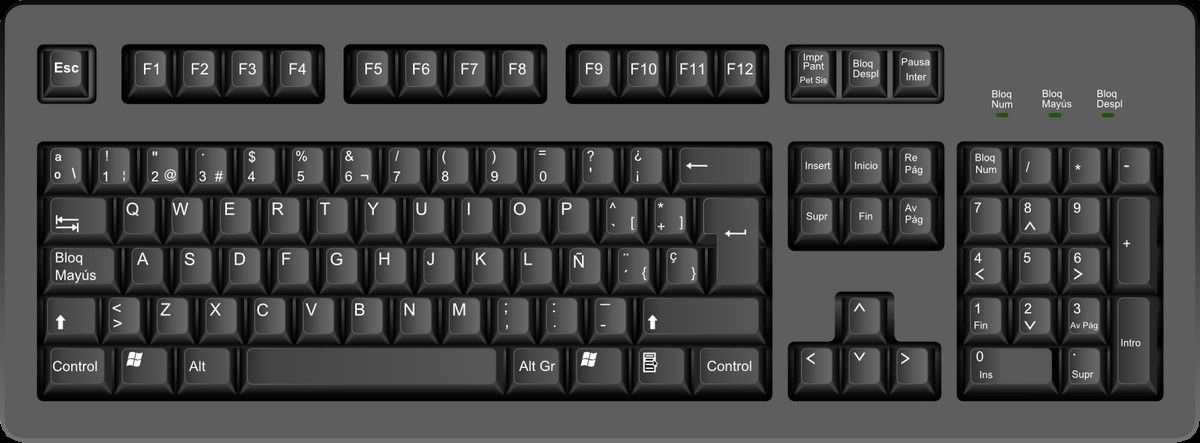 Esc F1 F2 F3 F4 F5 F6 F7 F8 F9 F10 F11 F12
Impr
Pant
Pet Sis
Bloq
Despl
Pausa
Inter
Bloq
Num
Bloq
Mayús
Bloq
Despl
a ! " · $ % & / ( ) = ? ¿ ←
o \ 1 ¦ 2 @ 3 # 4 5 6 ¬ 7 8 9 0 ' ¡
Insert Inicio
Re
Pág
Bloq
Num
/ * -
Q W E R T Y U I O P ^ *
` [ + ]
Supr Fin
Av
Pág
7 8 9 +
^
Bloq
Mayús
A S D F G H J K L Ñ ¨ ç
´ { }
4 5 6
< >
< Z X C V B N M ; : _
> , . -
^
1 2 3
Fin v Av Pág
Intro
Control Alt Alt Gr Control
< v >
0 .
Ins Supr